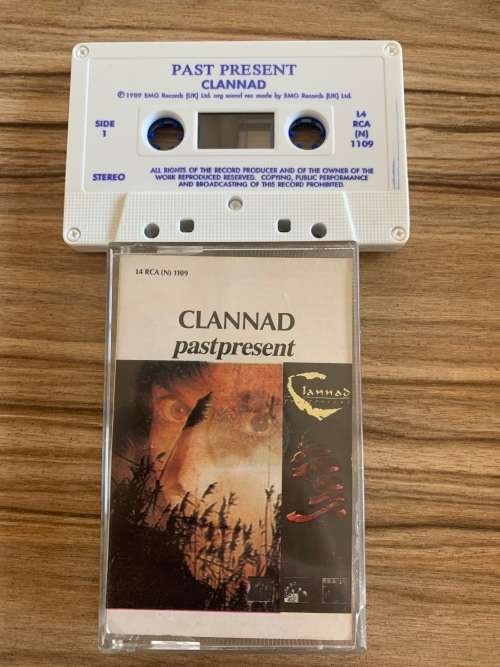 PAST PRESENT
CLANNAD
℗©1989 BMG Records (UK) Ltd. org sound rec made by BMG Records (UK) Ltd.
SIDE
1
L4
RCA
(N)
1109
STEREO
ALL RIGHTS OF THE RECORD PRODUCER AND OF THE OWNER OF THE
WORK REPRODUCED RESERVED. COPYING, PUBLIC PERFORMANCE
AND BROADCASTING OF THIS RECORD PROHIBITED.
L4 RCA (N) 1109
CLANNAD
pastpresent
Clannad